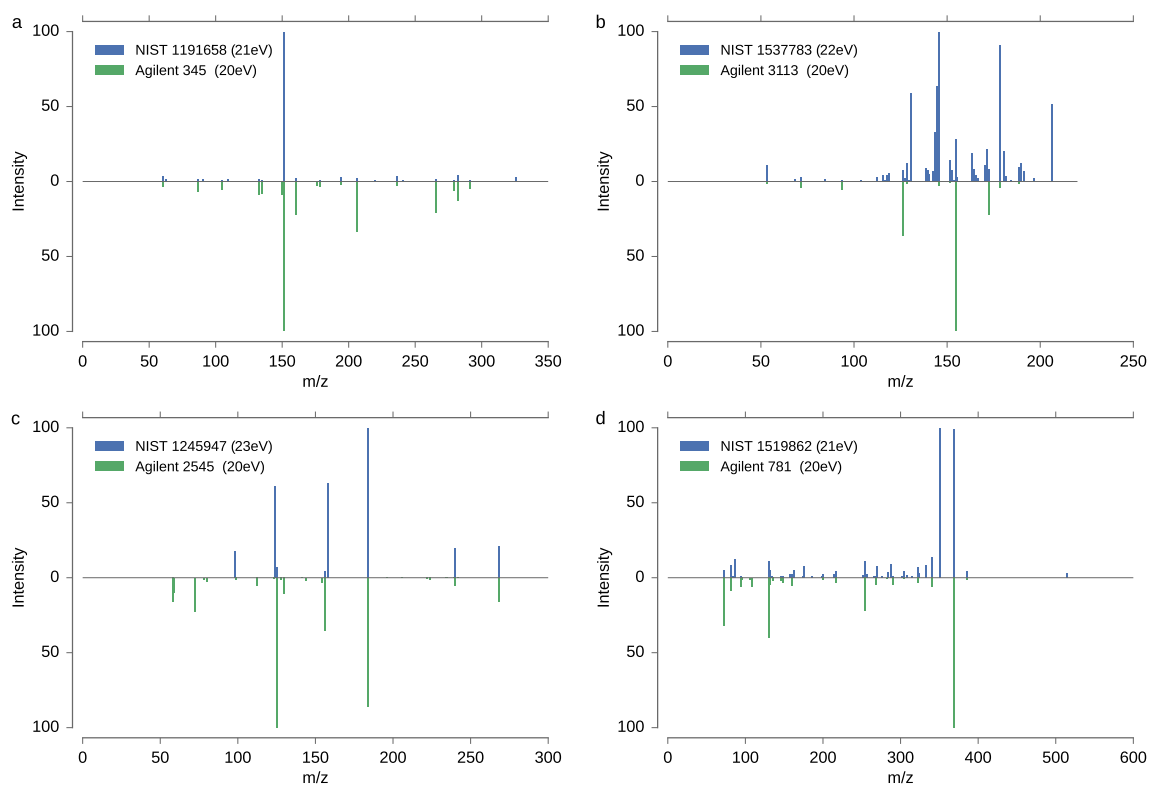 a
100
50
0
50
100
Intensity
NIST 1191658 (21eV)
Agilent 345 (20eV)
0 50 100 150 200 250 300 350
m/z
b
100
50
0
50
100
Intensity
NIST 1537783 (22eV)
Agilent 3113 (20eV)
0 50 100 150 200 250
m/z
c
100
50
0
50
100
Intensity
NIST 1245947 (23eV)
Agilent 2545 (20eV)
0 50 100 150 200 250 300
m/z
d
100
50
0
50
100
Intensity
NIST 1519862 (21eV)
Agilent 781 (20eV)
0 100 200 300 400 500 600
m/z